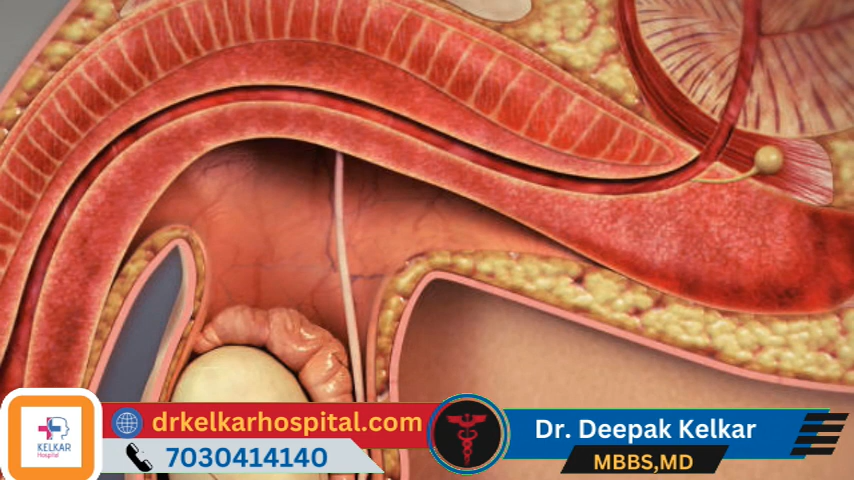 KELKAR
Hospital
drkelkarhospital.com
7030414140
Dr. Deepak Kelkar
MBBS,MD